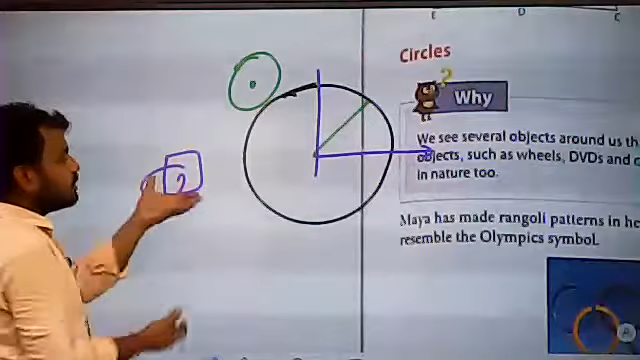 E D C
Circles
?
Why
We see several objects around us th
objects, such as wheels, DVDs and c
in nature too.
Maya has made rangoli patterns in he
resemble the Olympics symbol.
A